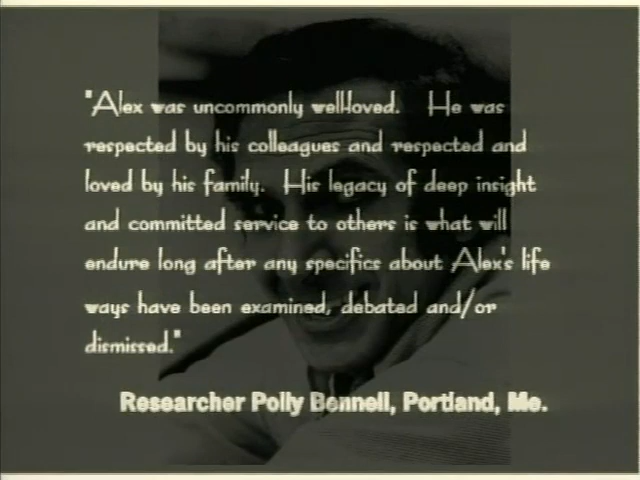 "Alex was uncommonly well-loved. He was
respected by his colleagues and respected and
loved by his family. His legacy of deep insight
and committed service to others is what will
endure long after any specifics about Alex's life
ways have been examined, debated and/or
dismissed."
Researcher Polly Bennell, Portland, Me.